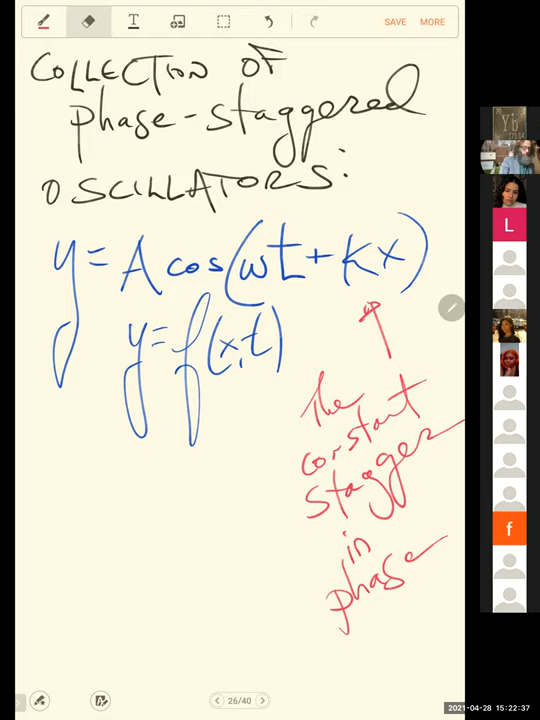 T
SAVE
MORE
COLLECTION OF
phase-staggered
OSCILLATORS:
y = A cos(ωt + kx)
y = f(x,t)
The
constant
stagger
in
phase
Yb
L
f
26/40
2021-04-28 15:22:37